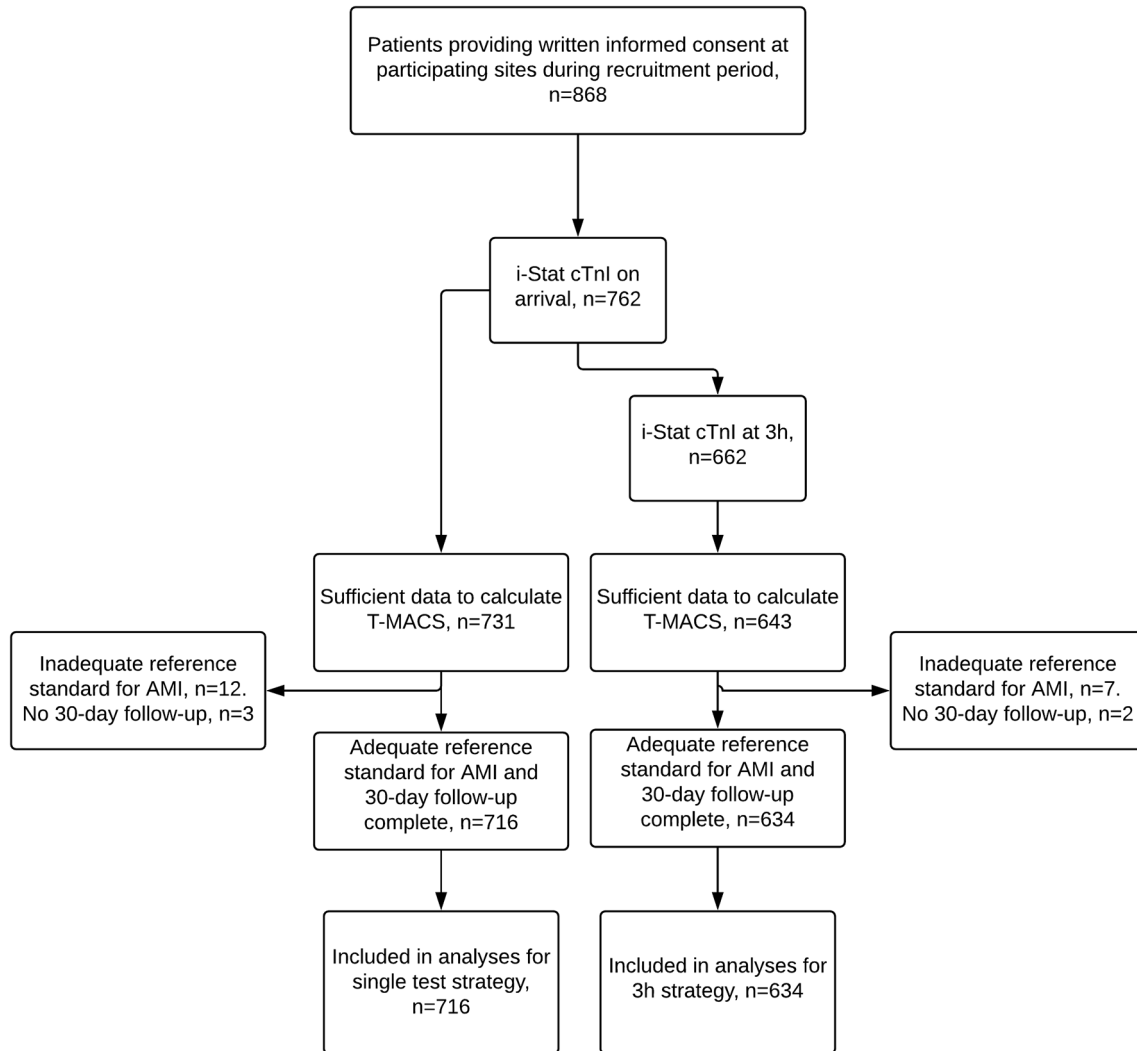 Patients providing written informed consent at
participating sites during recruitment period,
n=868
i-Stat cTnI on
arrival, n=762
i-Stat cTnI at 3h,
n=662
Sufficient data to calculate
T-MACS, n=731
Sufficient data to calculate
T-MACS, n=643
Inadequate reference
standard for AMI, n=12.
No 30-day follow-up, n=3
Inadequate reference
standard for AMI, n=7.
No 30-day follow-up, n=2
Adequate reference
standard for AMI and
30-day follow-up
complete, n=716
Adequate reference
standard for AMI and
30-day follow-up
complete, n=634
Included in analyses for
single test strategy,
n=716
Included in analyses for
3h strategy, n=634